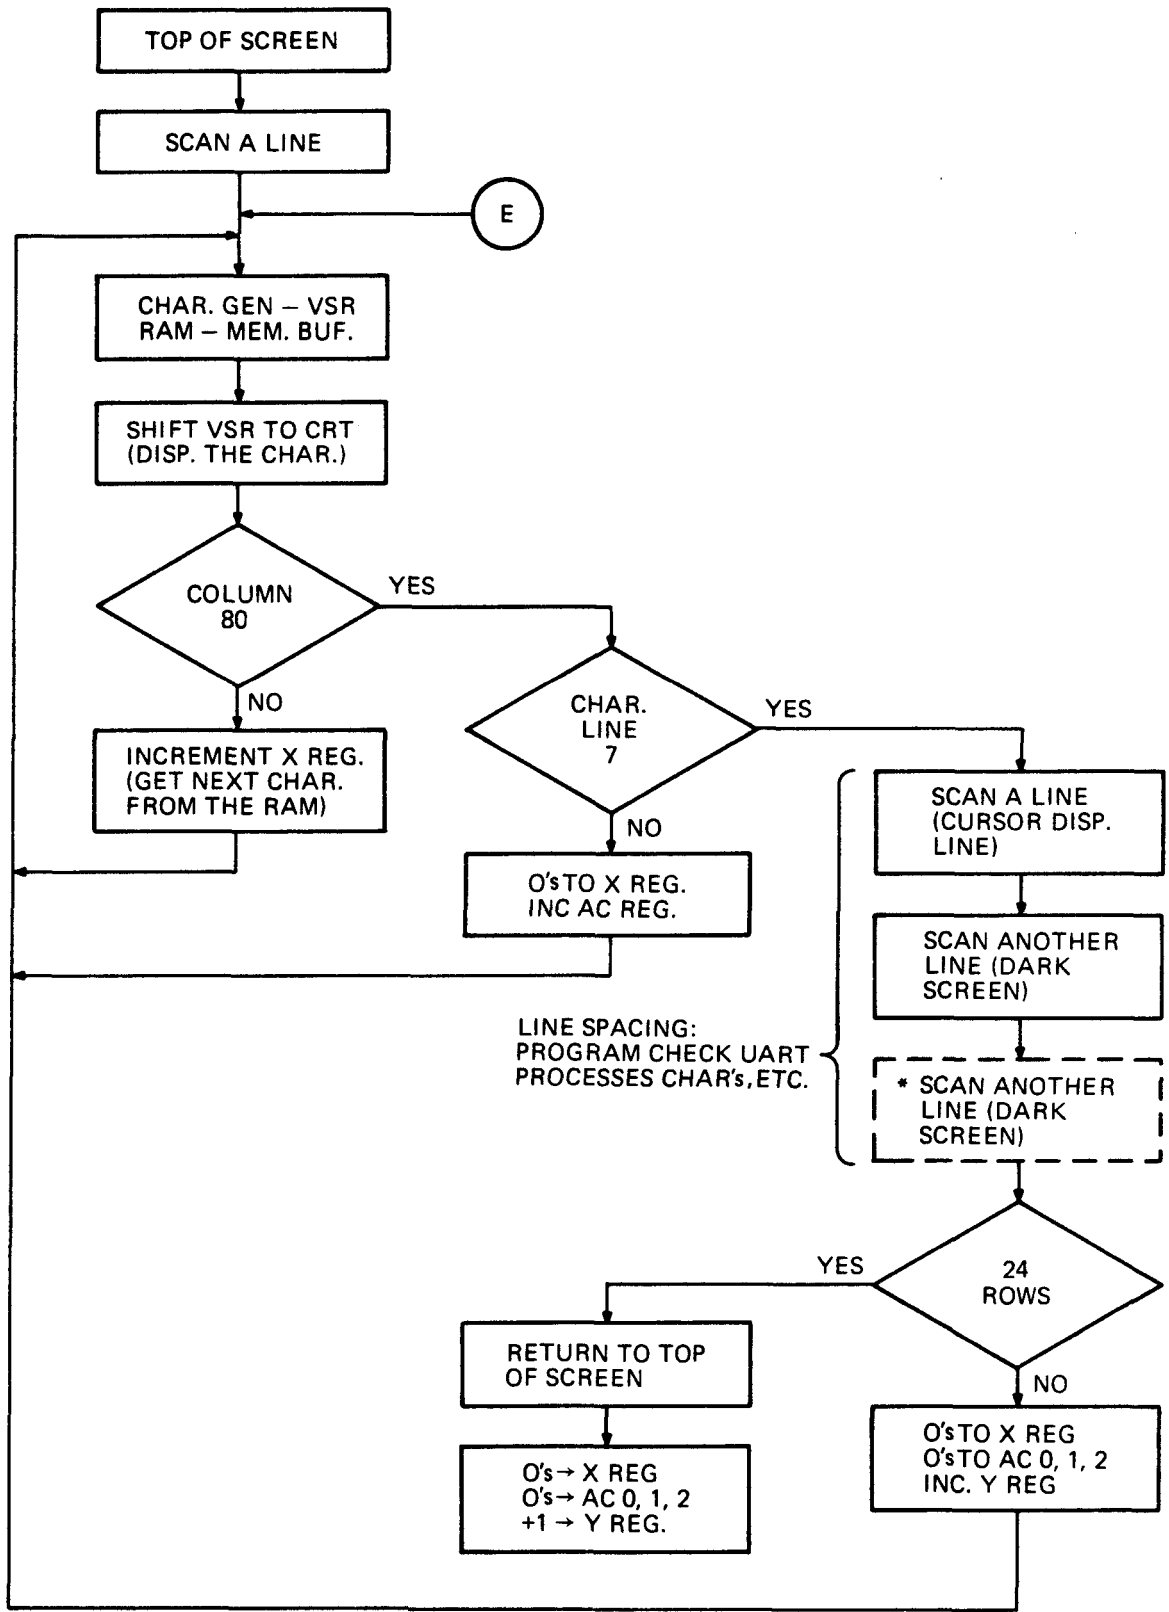 TOP OF SCREEN
SCAN A LINE
E
CHAR. GEN – VSR
RAM – MEM. BUF.
SHIFT VSR TO CRT
(DISP. THE CHAR.)
COLUMN
80
YES
NO
INCREMENT X REG.
(GET NEXT CHAR.
FROM THE RAM)
CHAR.
LINE
7
YES
NO
O's TO X REG.
INC AC REG.
SCAN A LINE
(CURSOR DISP.
LINE)
SCAN ANOTHER
LINE (DARK
SCREEN)
LINE SPACING:
PROGRAM CHECK UART
PROCESSES CHAR's, ETC.
* SCAN ANOTHER
LINE (DARK
SCREEN)
24
ROWS
YES
NO
RETURN TO TOP
OF SCREEN
O's → X REG
O's → AC 0, 1, 2
+1 → Y REG.
O's TO X REG
O's TO AC 0, 1, 2
INC. Y REG